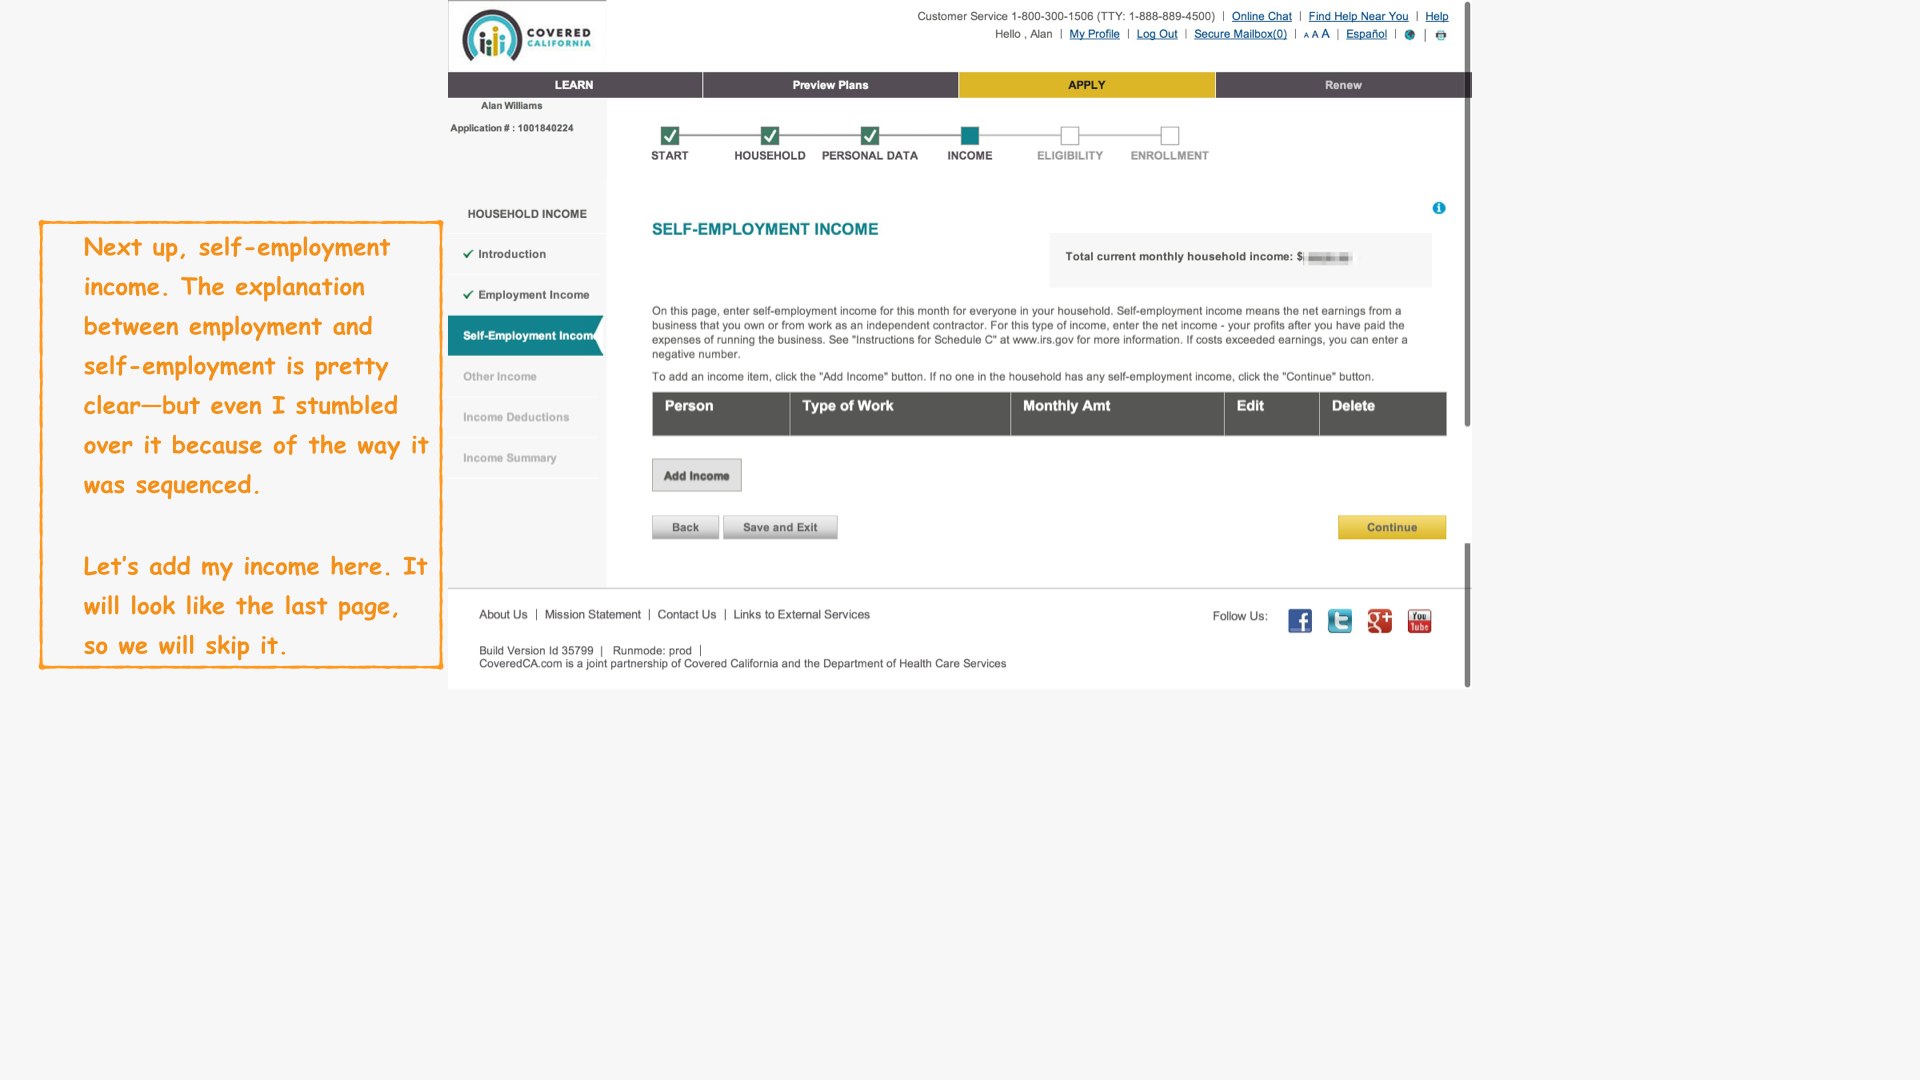 COVERED
CALIFORNIA
Customer Service 1-800-300-1506 (TTY: 1-888-889-4500) | Online Chat | Find Help Near You | Help
Hello , Alan | My Profile | Log Out | Secure Mailbox(0) | A A A | Español |
LEARN
Preview Plans
APPLY
Renew
Alan Williams
Application # : 1001840224
START
HOUSEHOLD
PERSONAL DATA
INCOME
ELIGIBILITY
ENROLLMENT
HOUSEHOLD INCOME
Introduction
Employment Income
Self-Employment Incom
Other Income
Income Deductions
Income Summary
Next up, self-employment
income. The explanation
between employment and
self-employment is pretty
clear—but even I stumbled
over it because of the way it
was sequenced.
Let's add my income here. It
will look like the last page,
so we will skip it.
SELF-EMPLOYMENT INCOME
Total current monthly household income: $
On this page, enter self-employment income for this month for everyone in your household. Self-employment income means the net earnings from a
business that you own or from work as an independent contractor. For this type of income, enter the net income - your profits after you have paid the
expenses of running the business. See "Instructions for Schedule C" at www.irs.gov for more information. If costs exceeded earnings, you can enter a
negative number.
To add an income item, click the "Add Income" button. If no one in the household has any self-employment income, click the "Continue" button.
Person
Type of Work
Monthly Amt
Edit
Delete
Add Income
Back
Save and Exit
Continue
About Us | Mission Statement | Contact Us | Links to External Services
Follow Us:
You
Tube
Build Version Id 35799 | Runmode: prod |
CoveredCA.com is a joint partnership of Covered California and the Department of Health Care Services